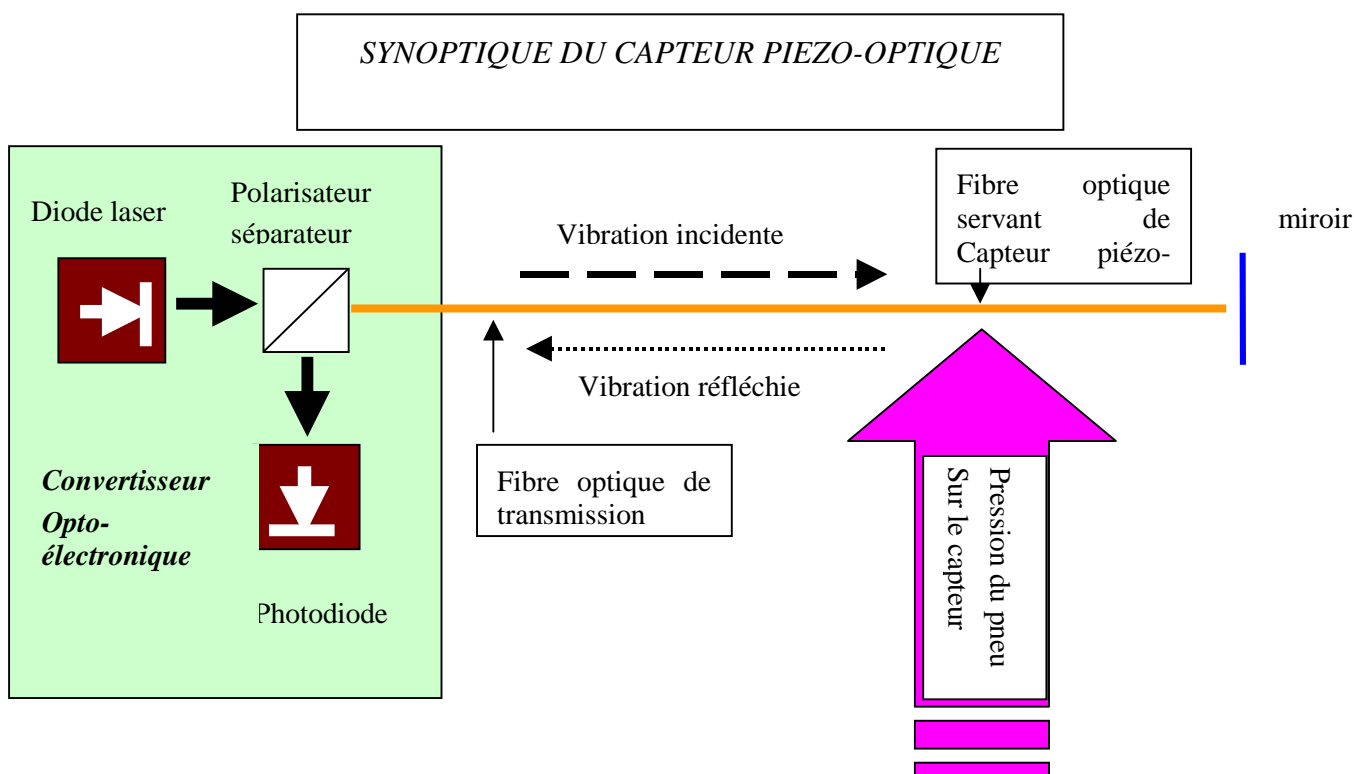 SYNOPTIQUE DU CAPTEUR PIEZO-OPTIQUE
Diode laser
Polarisateur
séparateur
Vibration incidente
Fibre optique
servant de
Capteur piézo-
miroir
Vibration réfléchie
Fibre optique de
transmission
Convertisseur
Opto-
électronique
Photodiode
Pression du pneu
Sur le capteur